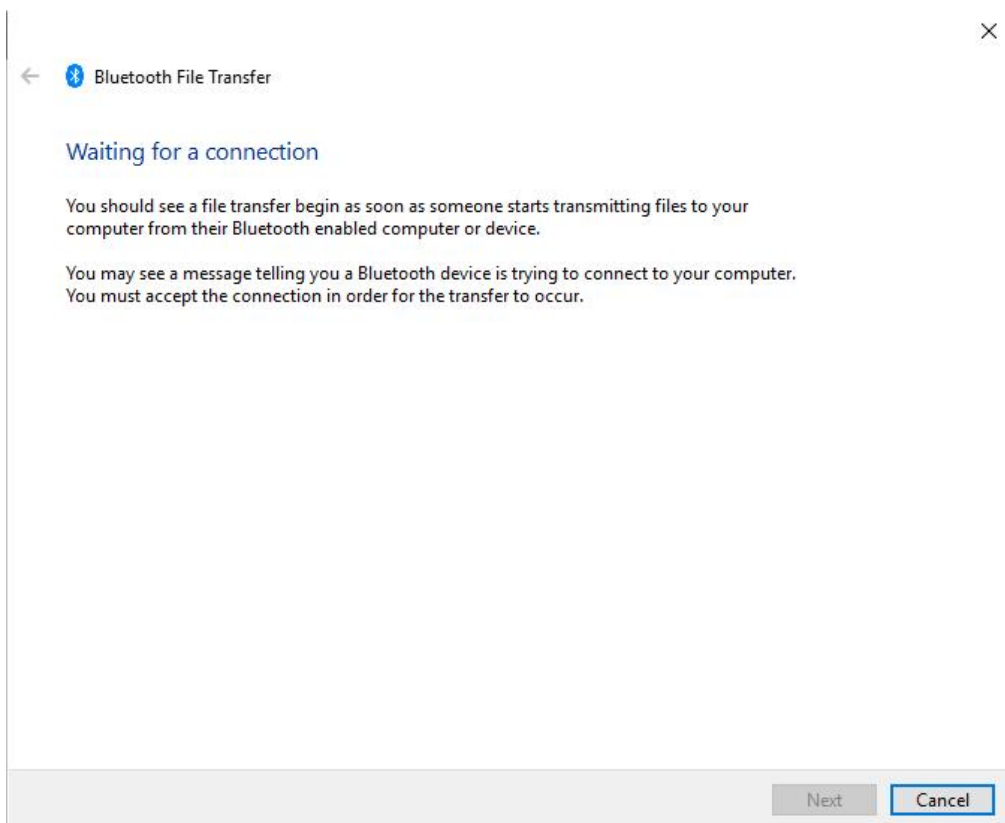 Bluetooth File Transfer
Waiting for a connection
You should see a file transfer begin as soon as someone starts transmitting files to your
computer from their Bluetooth enabled computer or device.
You may see a message telling you a Bluetooth device is trying to connect to your computer.
You must accept the connection in order for the transfer to occur.
Next
Cancel